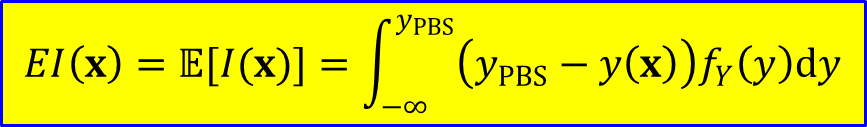 EI(𝐱) = 𝔼[I(𝐱)] = ∫_{−∞}^{y_PBS} (y_PBS − y(𝐱)) f_Y(y)dy